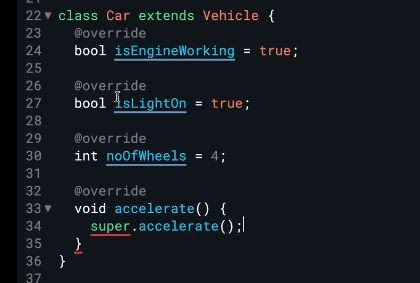 22 class Car extends Vehicle {
23   @override
24   bool isEngineWorking = true;
25
26   @override
27   bool isLightOn = true;
28
29   @override
30   int noOfWheels = 4;
31
32   @override
33   void accelerate() {
34     super.accelerate();
35   }
36 }
37